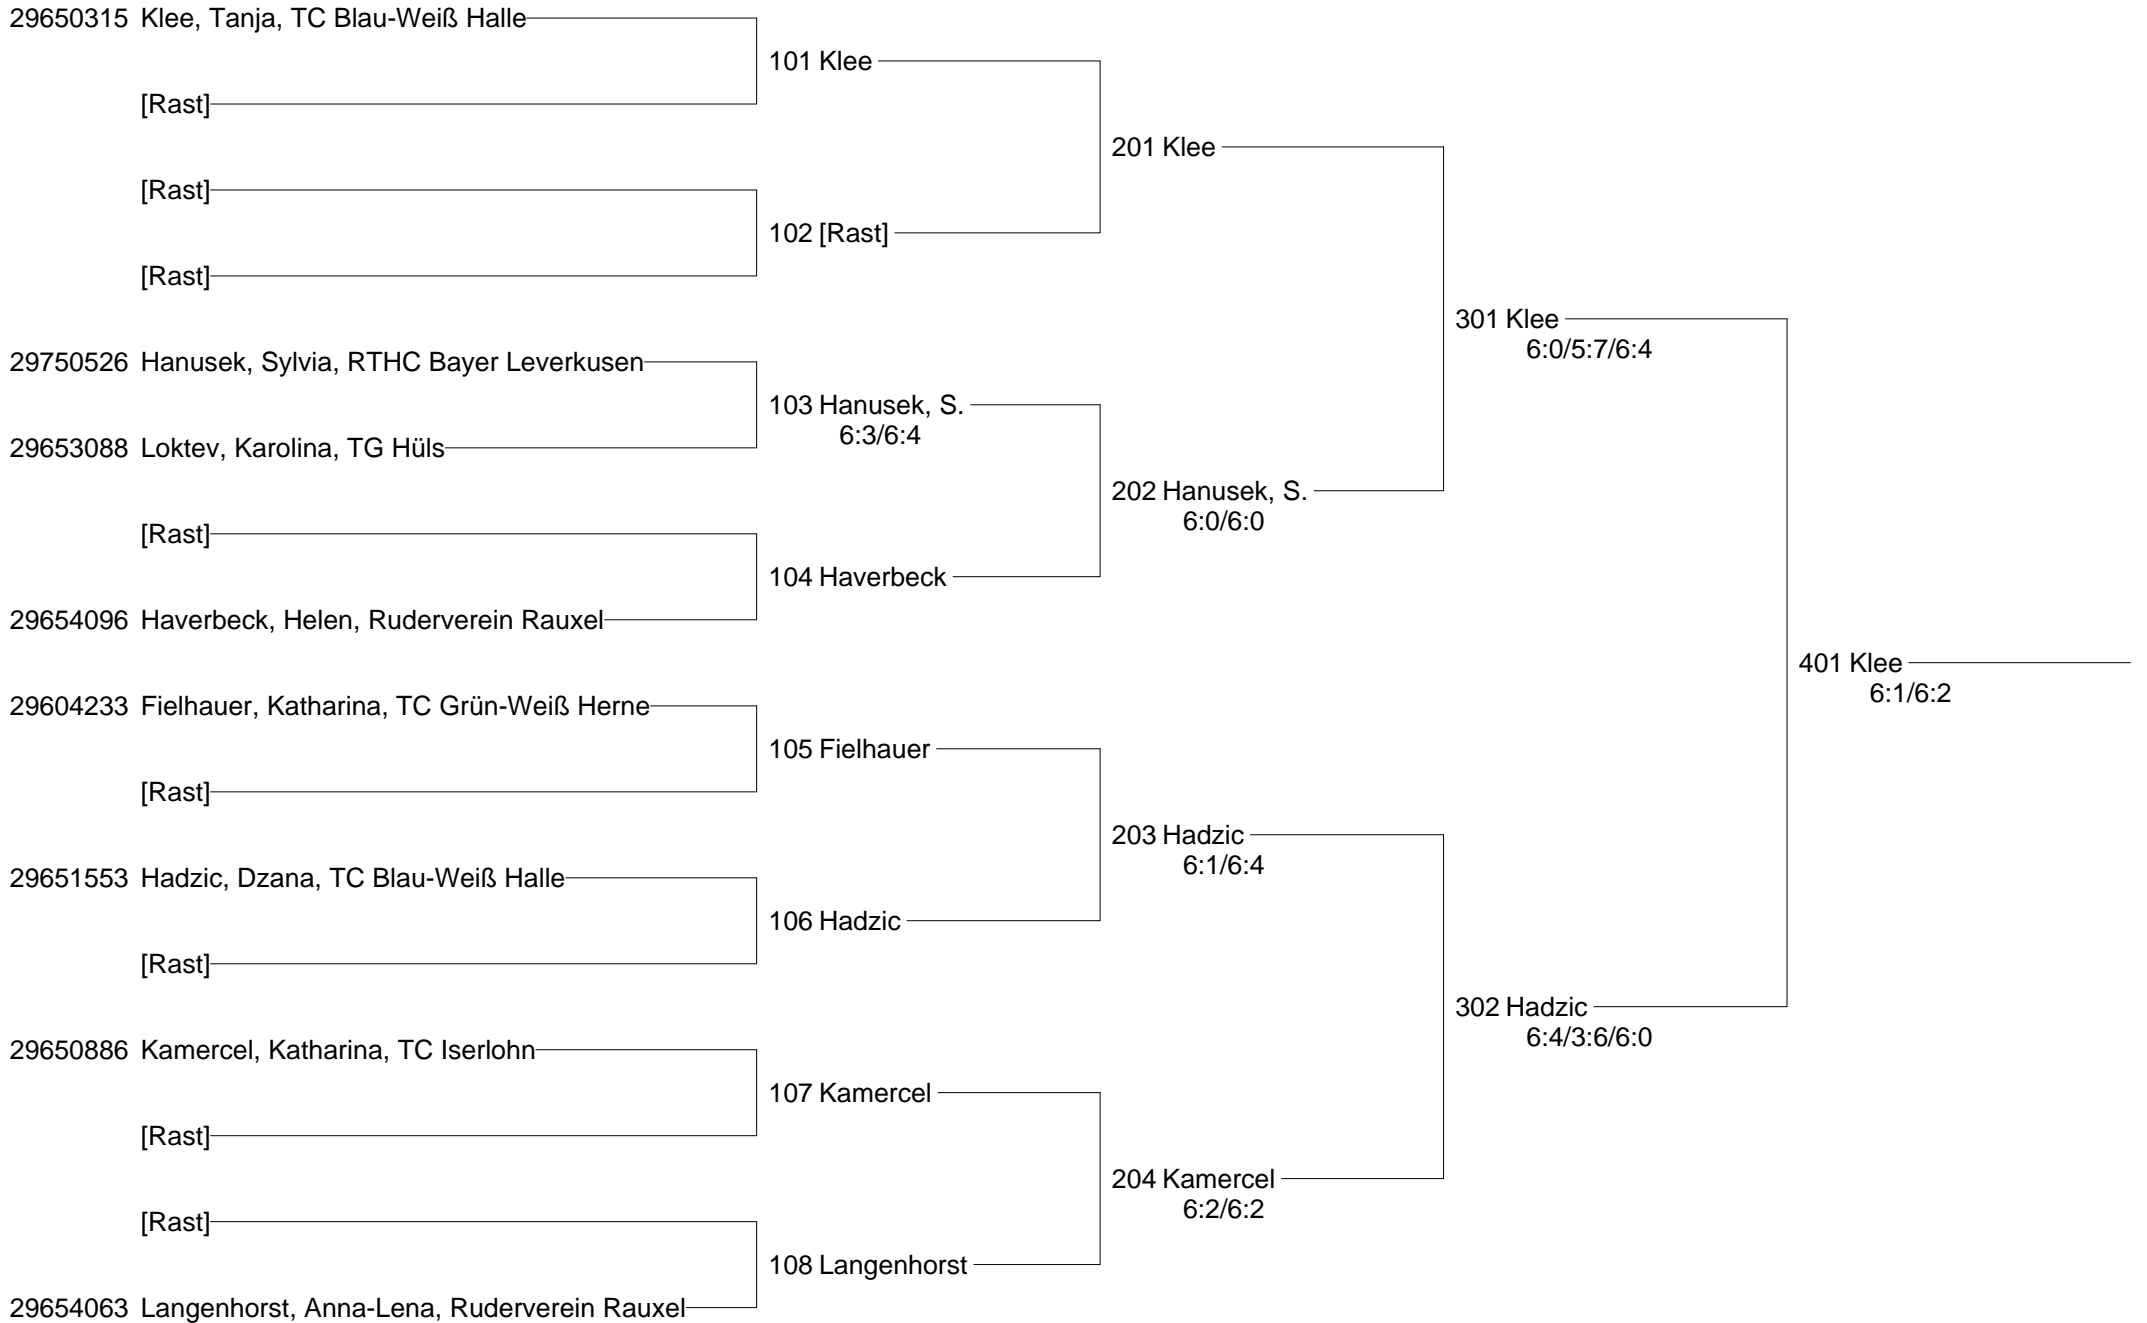 29650315 Klee, Tanja, TC Blau-Weiß Halle
101 Klee
[Rast]
201 Klee
[Rast]
102 [Rast]
[Rast]
301 Klee
6:0/5:7/6:4
29750526 Hanusek, Sylvia, RTHC Bayer Leverkusen
103 Hanusek, S.
6:3/6:4
29653088 Loktev, Karolina, TG Hüls
202 Hanusek, S.
6:0/6:0
[Rast]
104 Haverbeck
29654096 Haverbeck, Helen, Ruderverein Rauxel
401 Klee
6:1/6:2
29604233 Fielhauer, Katharina, TC Grün-Weiß Herne
105 Fielhauer
[Rast]
203 Hadzic
6:1/6:4
29651553 Hadzic, Dzana, TC Blau-Weiß Halle
106 Hadzic
[Rast]
302 Hadzic
6:4/3:6/6:0
29650886 Kamercel, Katharina, TC Iserlohn
107 Kamercel
[Rast]
204 Kamercel
6:2/6:2
[Rast]
108 Langenhorst
29654063 Langenhorst, Anna-Lena, Ruderverein Rauxel